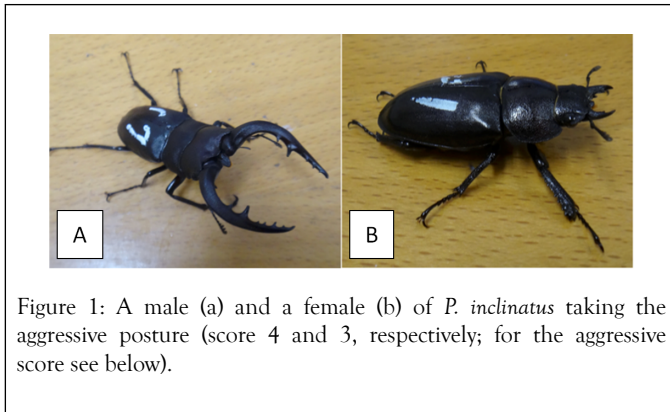 A
B
Figure 1: A male (a) and a female (b) of P. inclinatus taking the
aggressive posture (score 4 and 3, respectively; for the aggressive
score see below).